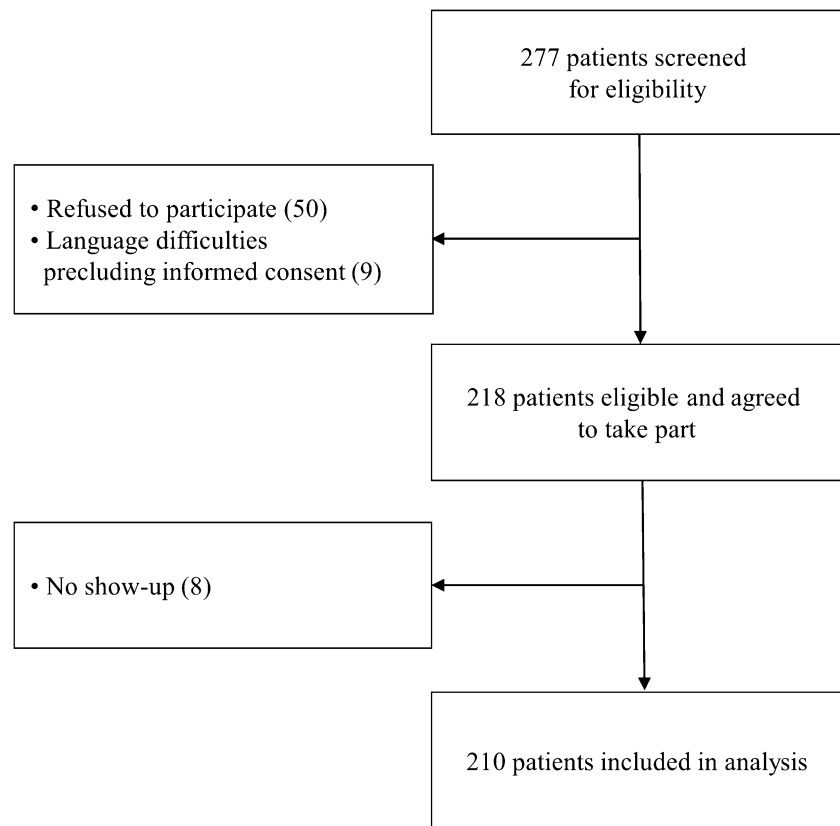 277 patients screened
for eligibility
• Refused to participate (50)
• Language difficulties
precluding informed consent (9)
218 patients eligible and agreed
to take part
• No show-up (8)
210 patients included in analysis